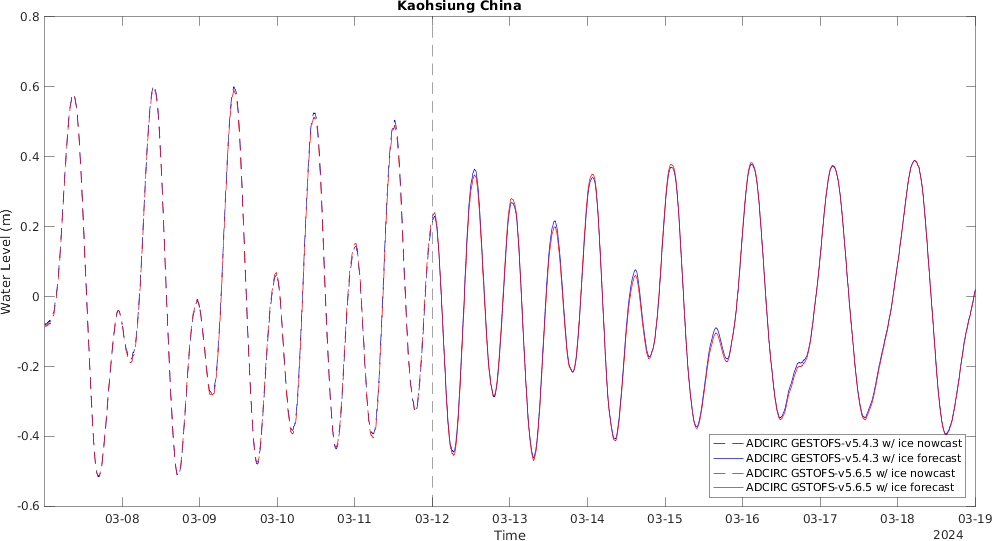 Kaohsiung China
0.8
0.6
0.4
0.2
0
-0.2
-0.4
-0.6
Water Level (m)
ADCIRC GESTOFS-v5.4.3 w/ ice nowcast
ADCIRC GESTOFS-v5.4.3 w/ ice forecast
ADCIRC GSTOFS-v5.6.5 w/ ice nowcast
ADCIRC GSTOFS-v5.6.5 w/ ice forecast
03-08 03-09 03-10 03-11 03-12 03-13 03-14 03-15 03-16 03-17 03-18 03-19
Time
2024